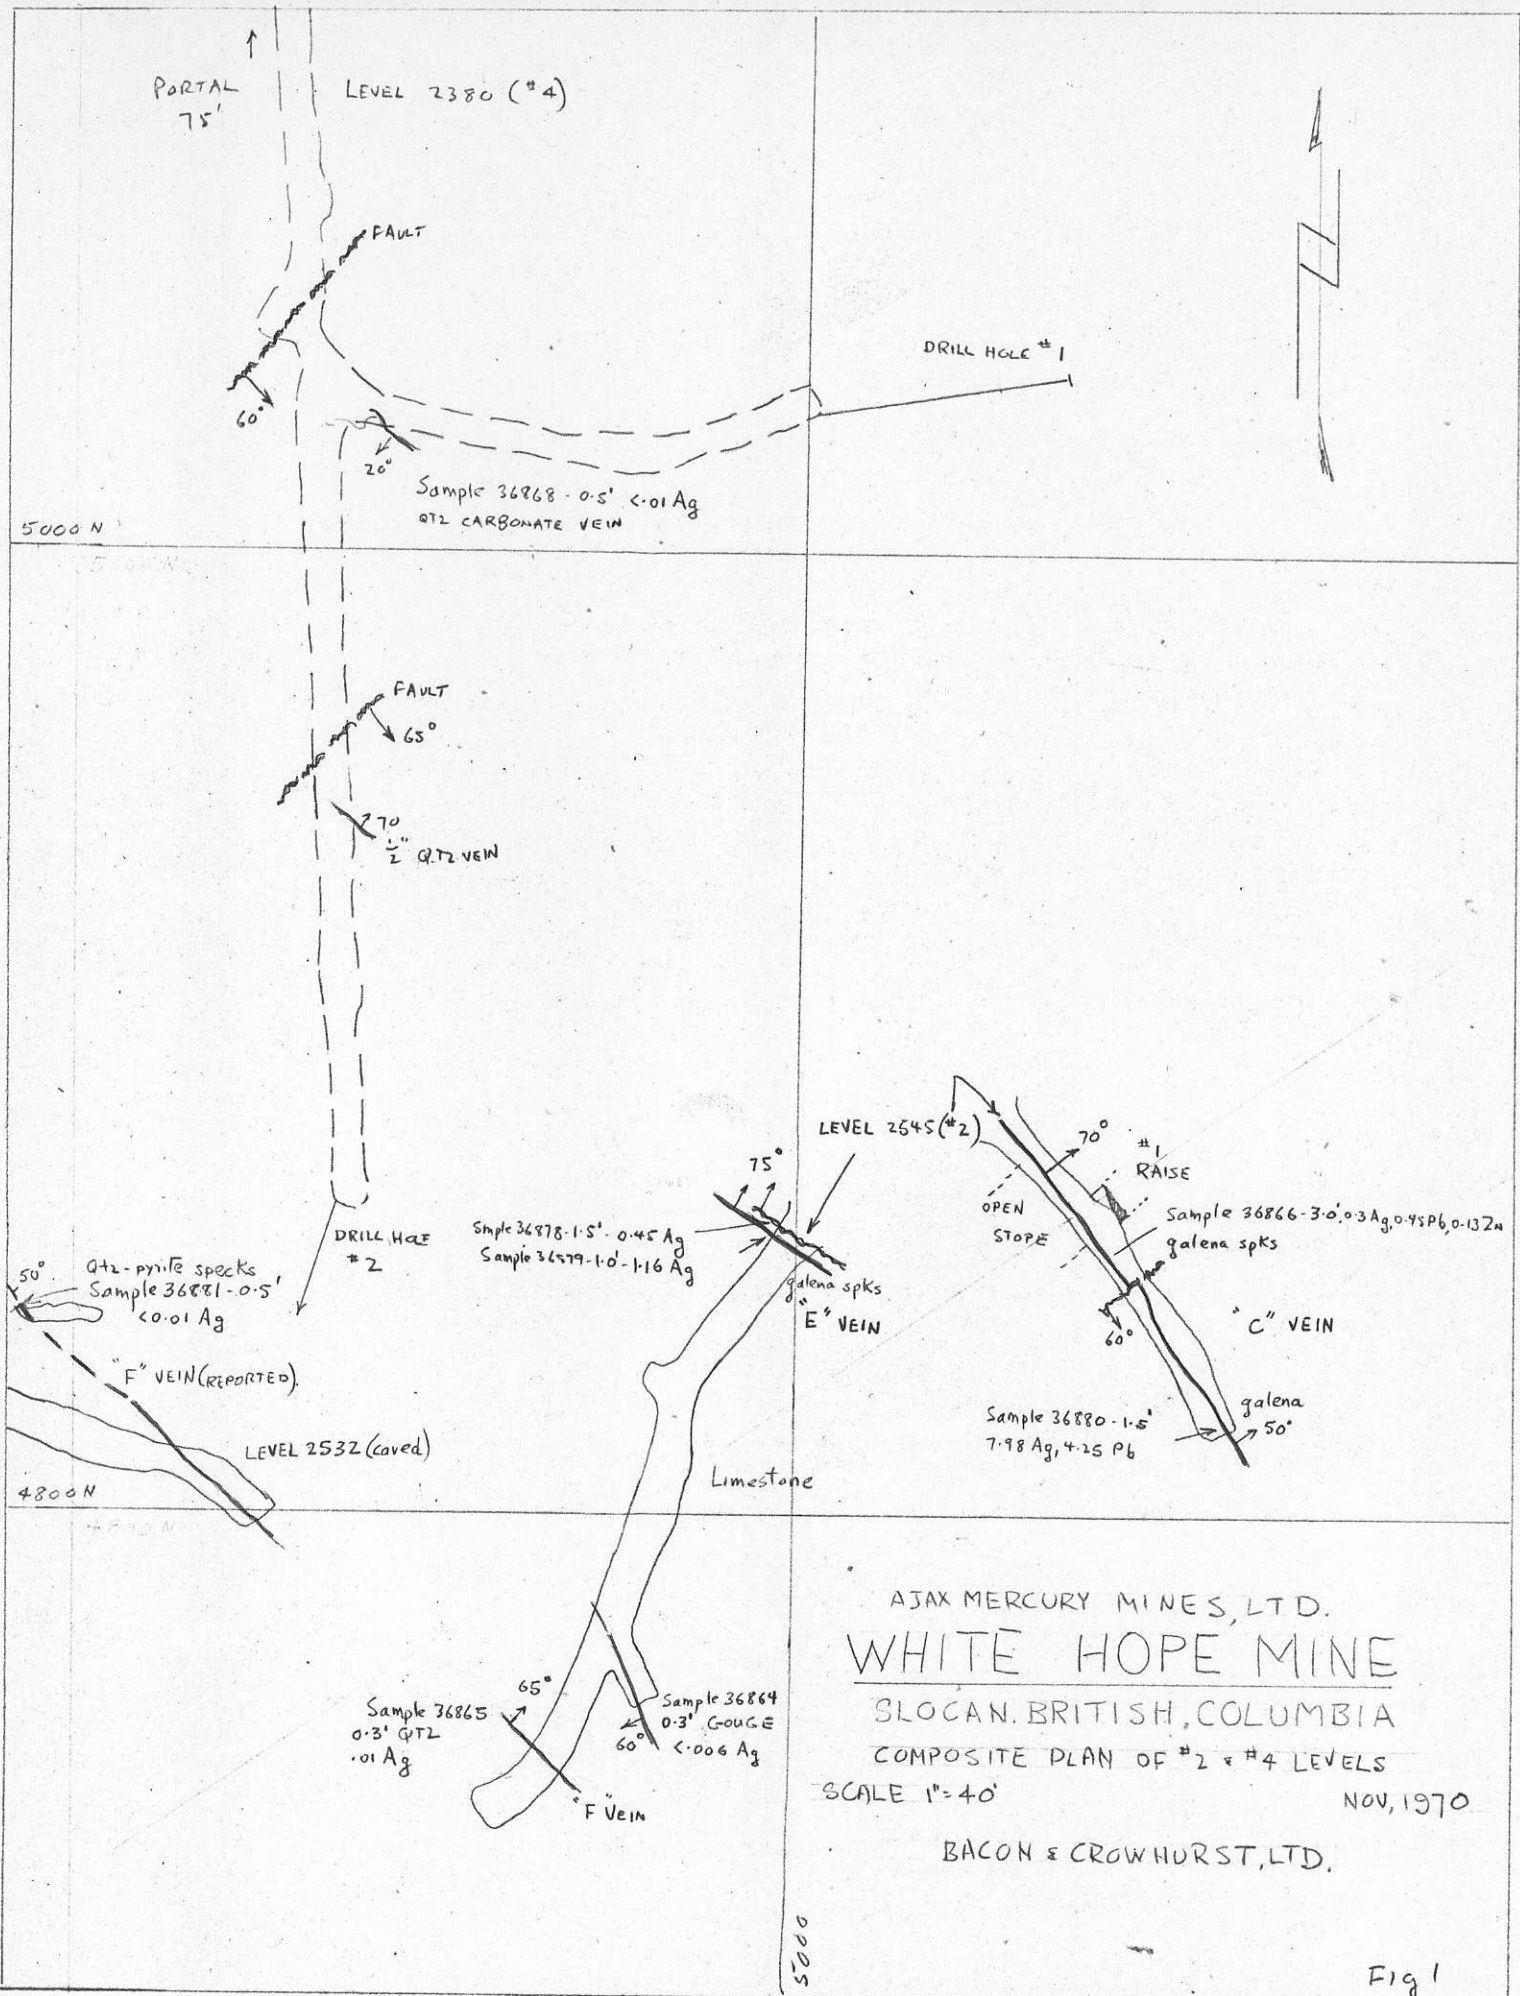 PORTAL
75'
LEVEL 2380 (#4)
FAULT
60°
DRILL HOLE #1
20°
Sample 36868 - 0.5' <.01 Ag
QTZ CARBONATE VEIN
5000 N
5000 N
FAULT
65°
70
1/2" QTZ VEIN
LEVEL 2545 (#2)
70°
#1
RAISE
75°
OPEN
STOPE
Sample 36866-3.0', 0.3 Ag, 0.45 Pb, 0.13 Zn
galena spks
DRILL HOLE
#2
Smple 36878-1.5' - 0.45 Ag
Sample 36879-1.0'-1.16 Ag
galena spks
"E" VEIN
50°
Qtz-pyrite specks
Sample 36881-0.5'
<0.01 Ag
60°
"C" VEIN
"F" VEIN (REPORTED).
galena
50°
Sample 36880-1.5'
7.98 Ag, 4.25 Pb
LEVEL 2532 (caved)
Limestone
4800 N
4800 N
65°
Sample 36865
0.3' QTZ
.01 Ag
Sample 36864
0.3' GOUGE
<.006 Ag
60°
"F" VEIN
AJAX MERCURY MINES, LTD.
WHITE HOPE MINE
SLOCAN. BRITISH, COLUMBIA
COMPOSITE PLAN OF #2 & #4 LEVELS
SCALE 1"=40'
NOV, 1970
BACON & CROWHURST, LTD.
5000
Fig 1